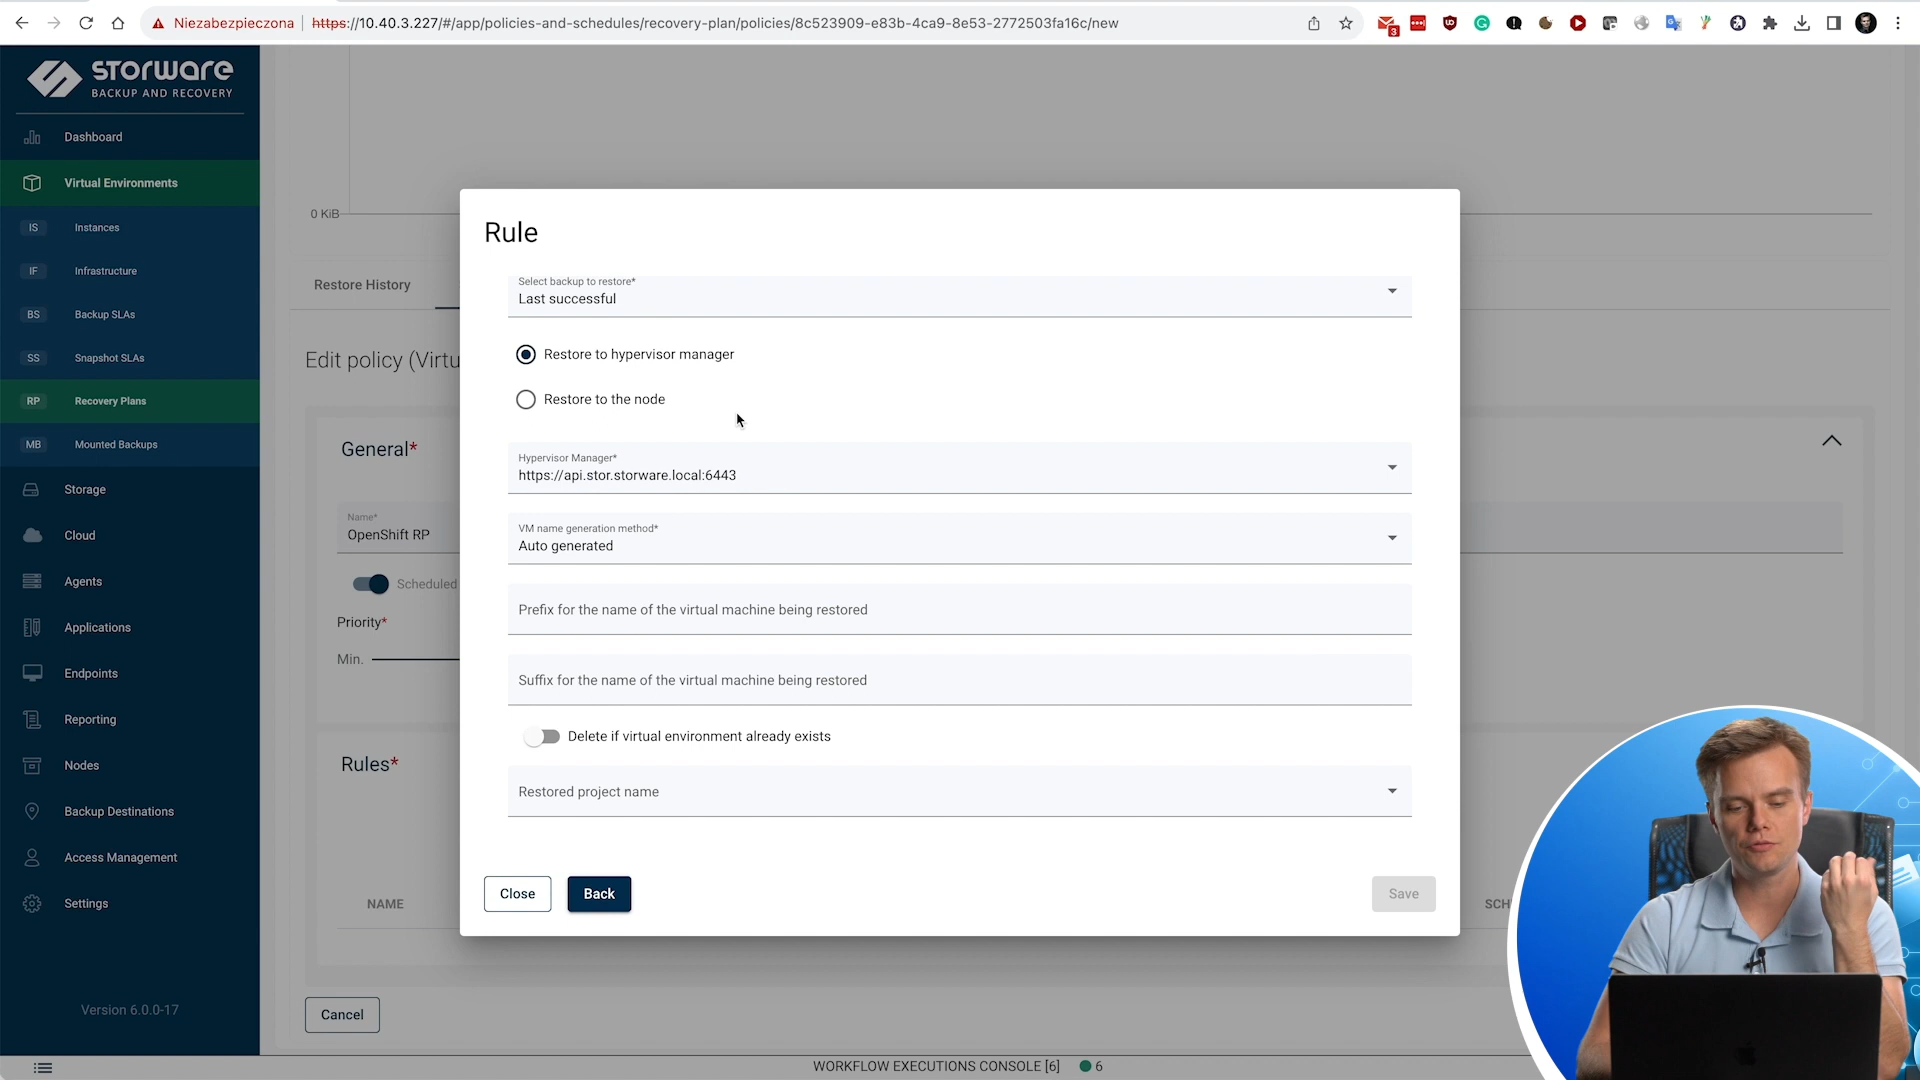 Niezabezpieczona
https://10.40.3.227/#/app/policies-and-schedules/recovery-plan/policies/8c523909-e83b-4ca9-8e53-2772503fa16c/new
3
STORWARE
BACKUP AND RECOVERY
Dashboard
Virtual Environments
IS Instances
IF Infrastructure
BS Backup SLAs
SS Snapshot SLAs
RP Recovery Plans
MB Mounted Backups
Storage
Cloud
Agents
Applications
Endpoints
Reporting
Nodes
Backup Destinations
Access Management
Settings
Version 6.0.0-17
0 KiB
Restore History
Edit policy (Virtu
General*
Name*
OpenShift RP
Scheduled
Priority*
Min.
Rules*
NAME
SCH
Cancel
Rule
Select backup to restore*
Last successful
Restore to hypervisor manager
Restore to the node
Hypervisor Manager*
https://api.stor.storware.local:6443
VM name generation method*
Auto generated
Prefix for the name of the virtual machine being restored
Suffix for the name of the virtual machine being restored
Delete if virtual environment already exists
Restored project name
Close
Back
Save
WORKFLOW EXECUTIONS CONSOLE [6]
6